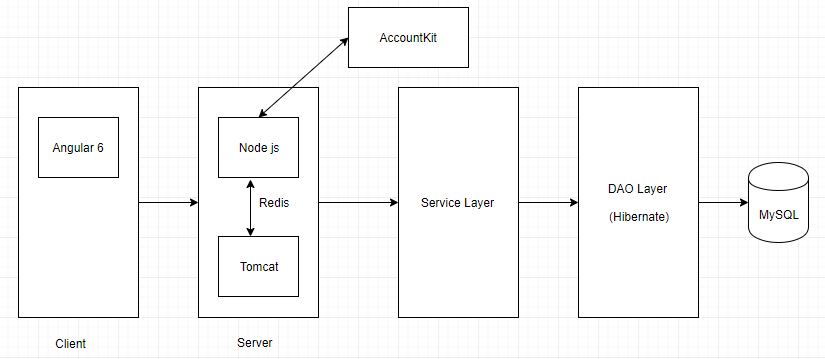 AccountKit
Angular 6
Node js
Redis
Service Layer
DAO Layer
(Hibernate)
MySQL
Tomcat
Client
Server